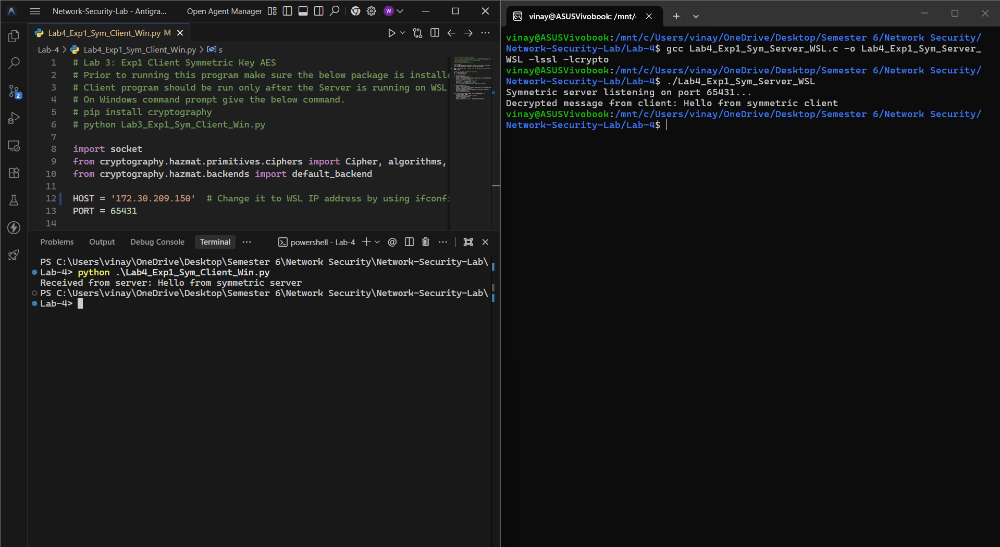 Network-Security-Lab - Antigra...
Open Agent Manager
W
Lab4_Exp1_Sym_Client_Win.py M
Lab-4 > Lab4_Exp1_Sym_Client_Win.py > s
1 # Lab 3: Exp1 Client Symmetric Key AES
2 # Prior to running this program make sure the below package is installe
3 # Client program should be run only after the Server is running on WSL
4 # On Windows command prompt give the below command.
5 # pip install cryptography
6 # python Lab3_Exp1_Sym_Client_Win.py
7
8 import socket
9 from cryptography.hazmat.primitives.ciphers import Cipher, algorithms,
10 from cryptography.hazmat.backends import default_backend
11
12 HOST = '172.30.209.150' # Change it to WSL IP address by using ifconfi
13 PORT = 65431
14
2
Problems Output Debug Console Terminal ... powershell - Lab-4
PS C:\Users\vinay\OneDrive\Desktop\Semester 6\Network Security\Network-Security-Lab\
Lab-4> python .\Lab4_Exp1_Sym_Client_Win.py
Received from server: Hello from symmetric server
PS C:\Users\vinay\OneDrive\Desktop\Semester 6\Network Security\Network-Security-Lab\
Lab-4>
vinay@ASUSVivobook: /mnt/
vinay@ASUSVivobook:/mnt/c/Users/vinay/OneDrive/Desktop/Semester 6/Network Security/
Network-Security-Lab/Lab-4$ gcc Lab4_Exp1_Sym_Server_WSL.c -o Lab4_Exp1_Sym_Server_
WSL -lssl -lcrypto
vinay@ASUSVivobook:/mnt/c/Users/vinay/OneDrive/Desktop/Semester 6/Network Security/
Network-Security-Lab/Lab-4$ ./Lab4_Exp1_Sym_Server_WSL
Symmetric server listening on port 65431...
Decrypted message from client: Hello from symmetric client
vinay@ASUSVivobook:/mnt/c/Users/vinay/OneDrive/Desktop/Semester 6/Network Security/
Network-Security-Lab/Lab-4$